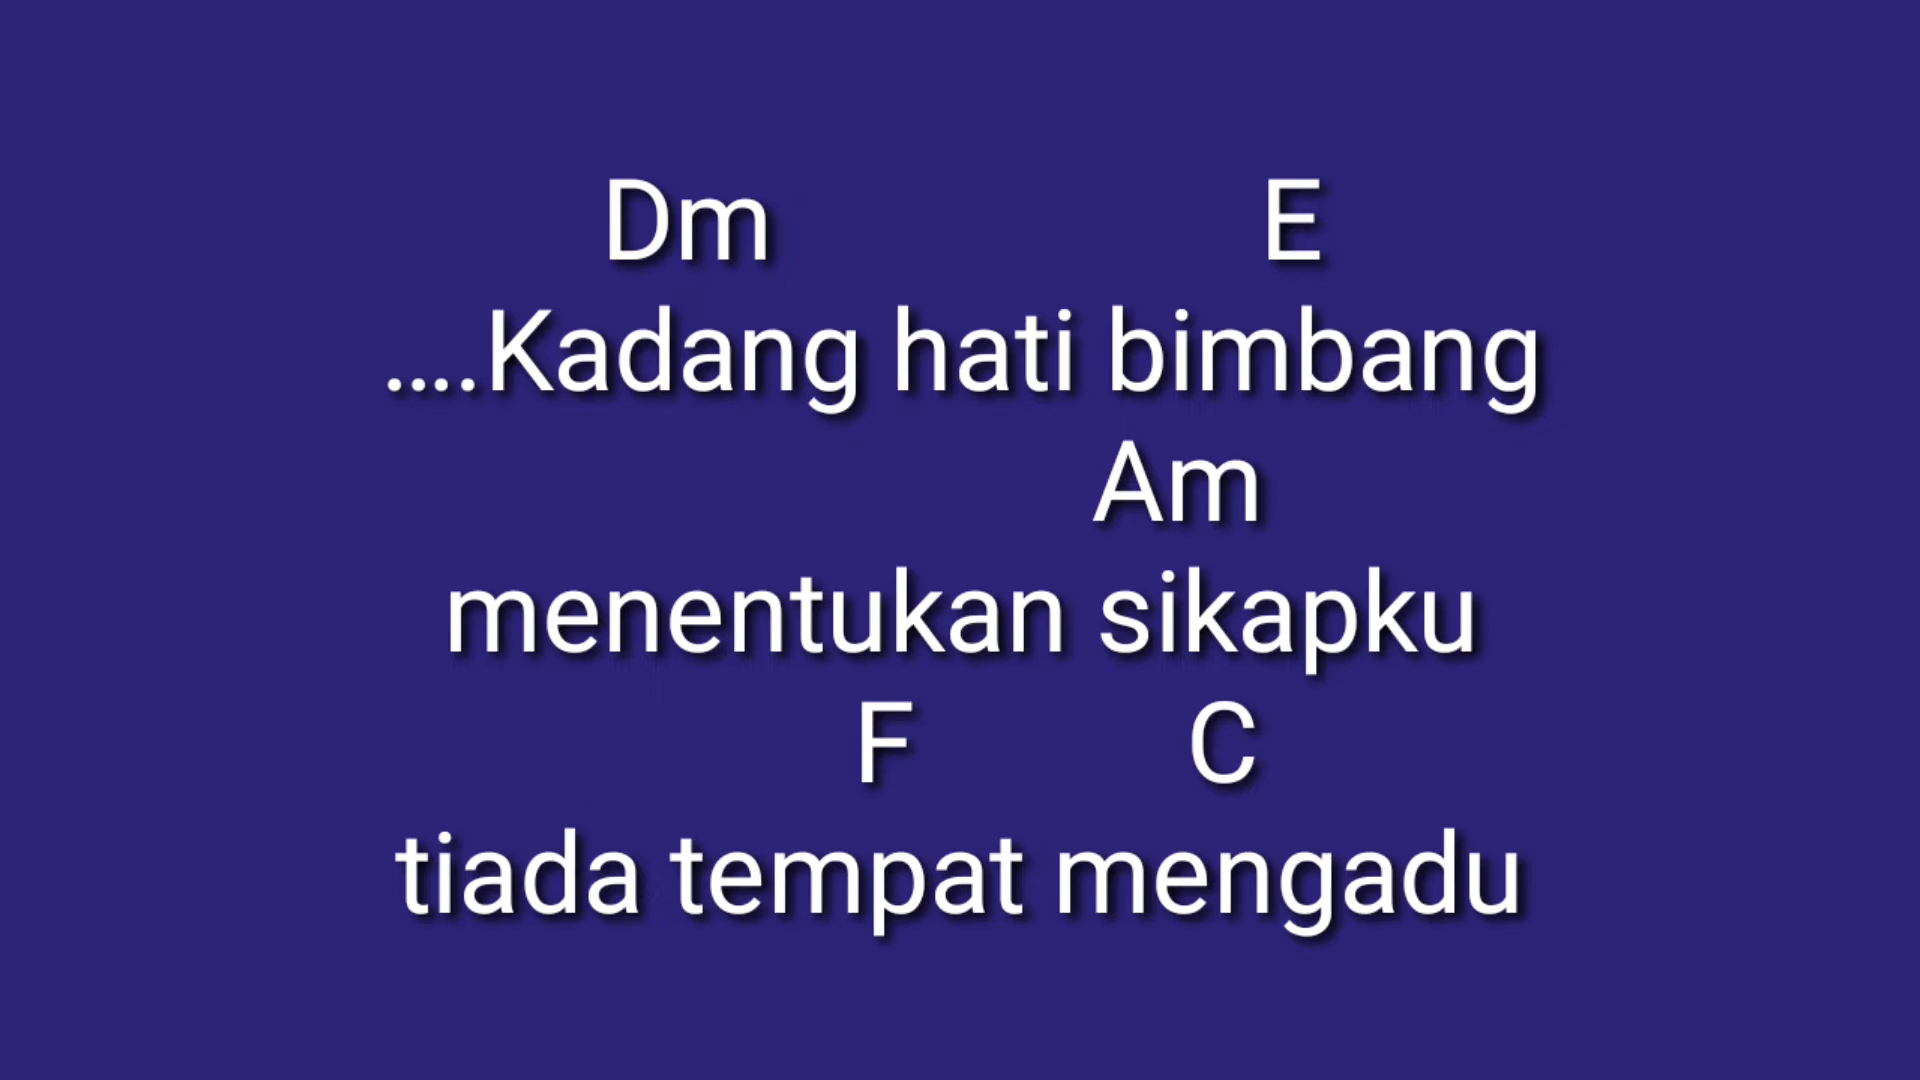 Dm E
....Kadang hati bimbang
Am
menentukan sikapku
F C
tiada tempat mengadu